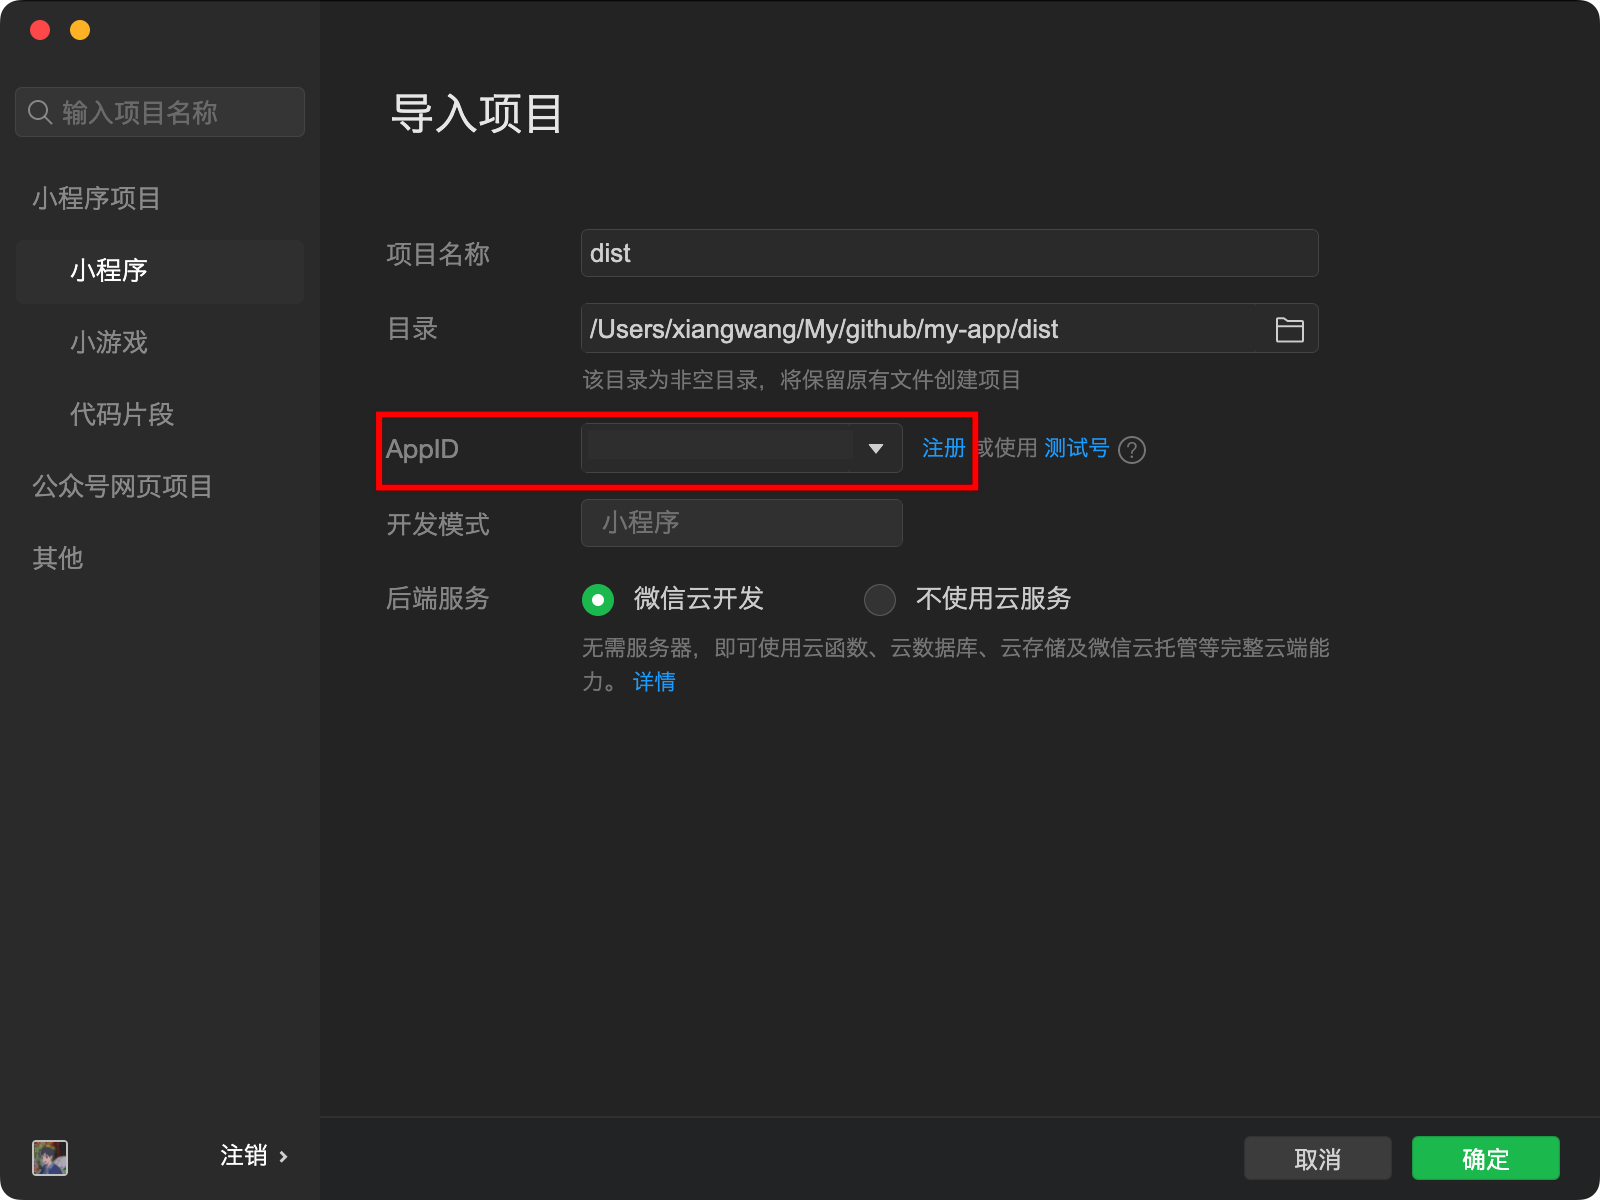 输入项目名称
小程序项目
小程序
小游戏
代码片段
公众号网页项目
其他
注销
导入项目
项目名称 dist
目录 /Users/xiangwang/My/github/my-app/dist
该目录为非空目录，将保留原有文件创建项目
AppID 注册 或使用 测试号 ?
开发模式 小程序
后端服务 微信云开发 不使用云服务
无需服务器，即可使用云函数、云数据库、云存储及微信云托管等完整云端能
力。 详情
取消 确定